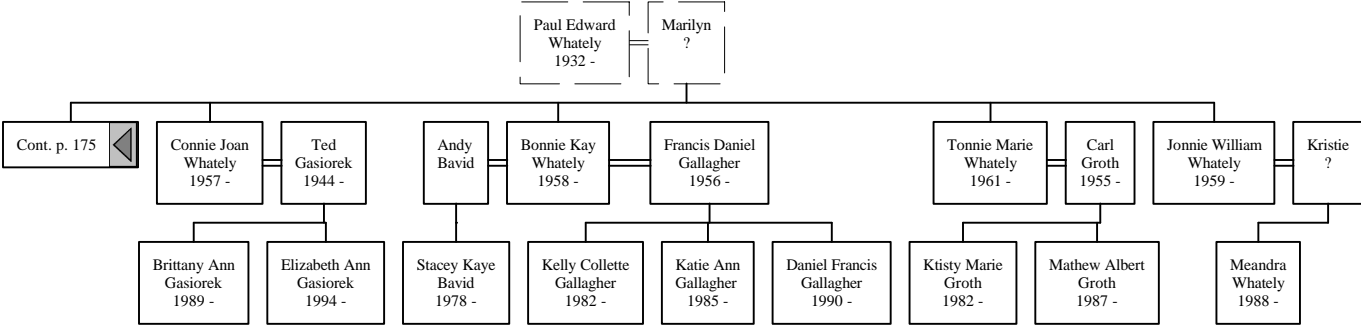 Paul Edward
Whately
1932 -
Marilyn
?
Cont. p. 175
Connie Joan
Whately
1957 -
Ted
Gasiorek
1944 -
Andy
Bavid
Bonnie Kay
Whately
1958 -
Francis Daniel
Gallagher
1956 -
Tonnie Marie
Whately
1961 -
Carl
Groth
1955 -
Jonnie William
Whately
1959 -
Kristie
?
Brittany Ann
Gasiorek
1989 -
Elizabeth Ann
Gasiorek
1994 -
Stacey Kaye
Bavid
1978 -
Kelly Collette
Gallagher
1982 -
Katie Ann
Gallagher
1985 -
Daniel Francis
Gallagher
1990 -
Ktisty Marie
Groth
1982 -
Mathew Albert
Groth
1987 -
Meandra
Whately
1988 -